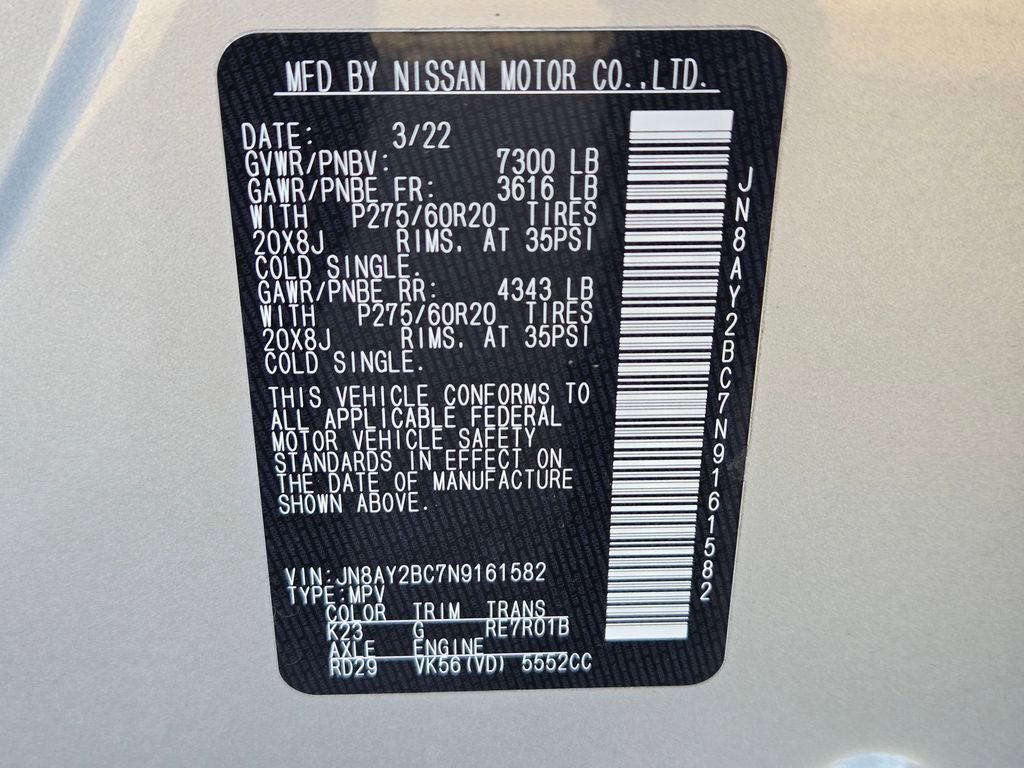 MFD BY NISSAN MOTOR CO.,LTD.
DATE: 3/22
GVWR/PNBV: 7300 LB
GAWR/PNBE FR: 3616 LB
WITH P275/60R20 TIRES
20X8J RIMS. AT 35PSI
COLD SINGLE.
GAWR/PNBE RR: 4343 LB
WITH P275/60R20 TIRES
20X8J RIMS. AT 35PSI
COLD SINGLE.
THIS VEHICLE CONFORMS TO
ALL APPLICABLE FEDERAL
MOTOR VEHICLE SAFETY
STANDARDS IN EFFECT ON
THE DATE OF MANUFACTURE
SHOWN ABOVE.
VIN:JN8AY2BC7N9161582
TYPE:MPV
COLOR TRIM TRANS
K23 G RE7R01B
AXLE ENGINE
RD29 VK56(VD) 5552CC
JN8AY2BC7N9161582